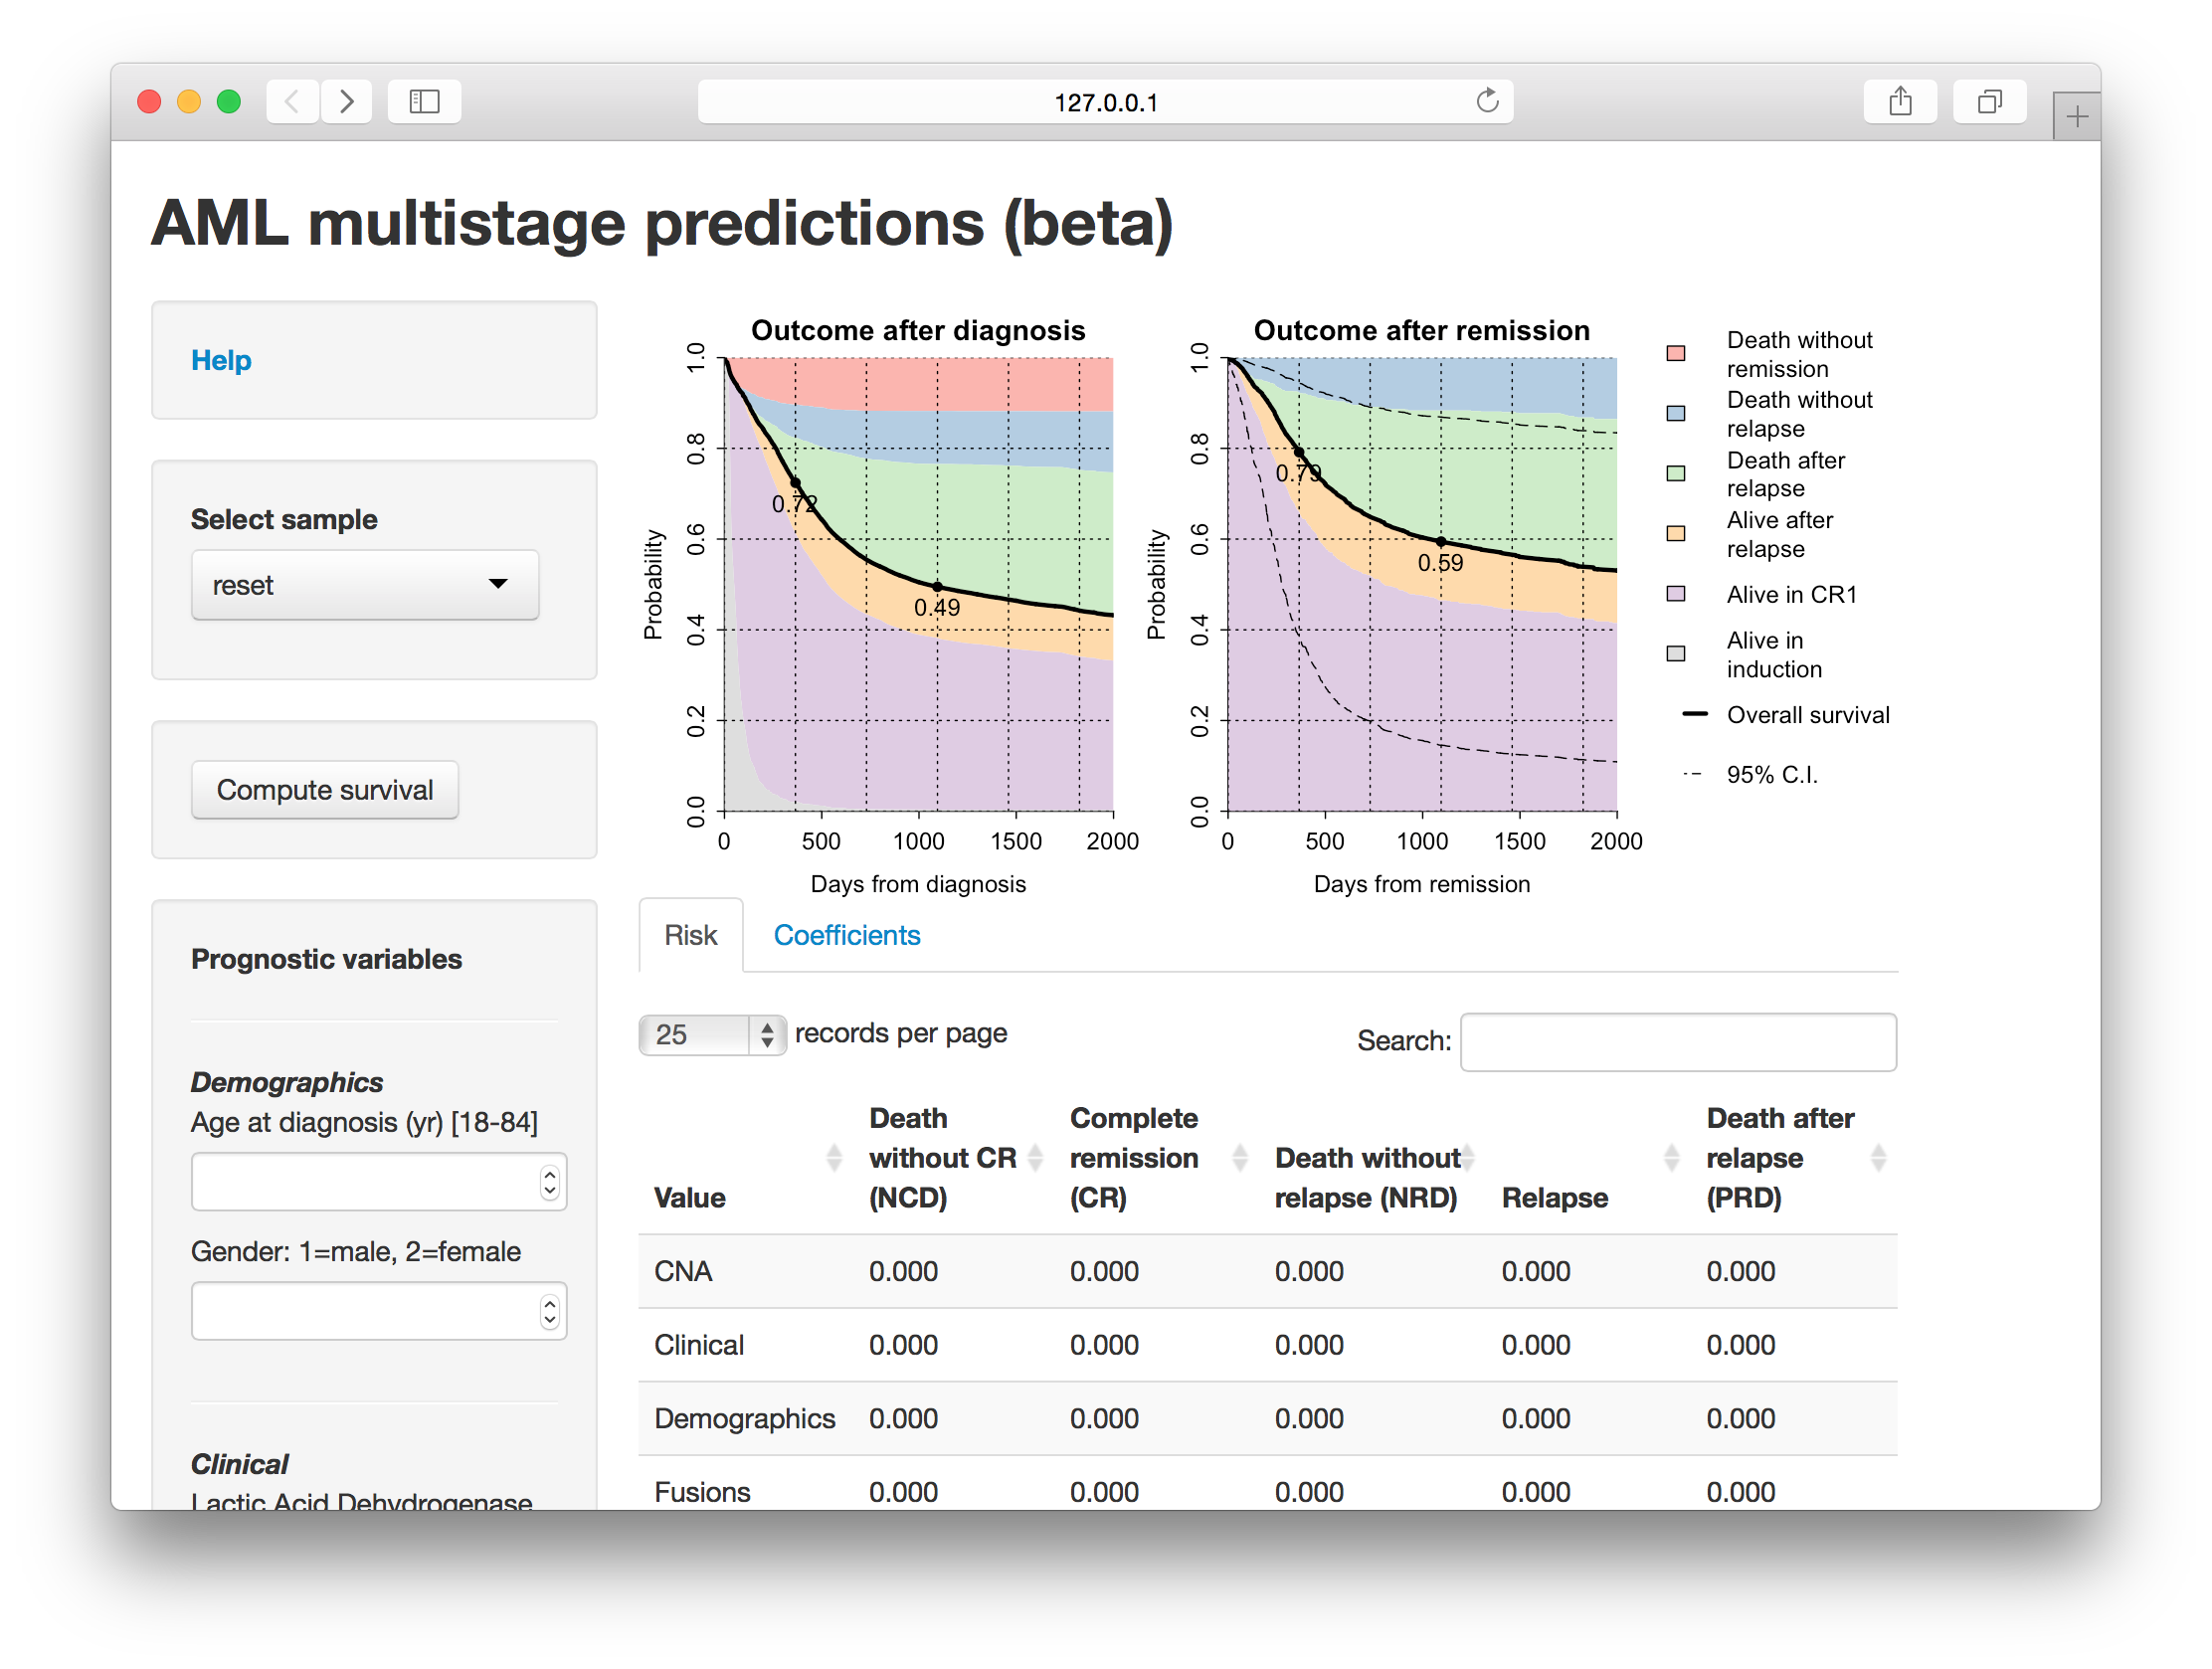 127.0.0.1
AML multistage predictions (beta)
Help
Select sample
reset
Compute survival
Prognostic variables
Demographics
Age at diagnosis (yr) [18-84]
Gender: 1=male, 2=female
Clinical
Lactic Acid Dehydrogenase
Outcome after diagnosis
Probability
0.0
0.2
0.4
0.6
0.8
1.0
0.72
0.49
0
500
1000
1500
2000
Days from diagnosis
Outcome after remission
Probability
0.0
0.2
0.4
0.6
0.8
1.0
0.79
0.59
0
500
1000
1500
2000
Days from remission
Death without
remission
Death without
relapse
Death after
relapse
Alive after
relapse
Alive in CR1
Alive in
induction
Overall survival
95% C.I.
Risk
Coefficients
25 records per page
Search:
Value
Death
without CR
(NCD)
Complete
remission
(CR)
Death without
relapse (NRD)
Relapse
Death after
relapse
(PRD)
CNA 0.000 0.000 0.000 0.000 0.000
Clinical 0.000 0.000 0.000 0.000 0.000
Demographics 0.000 0.000 0.000 0.000 0.000
Fusions 0.000 0.000 0.000 0.000 0.000